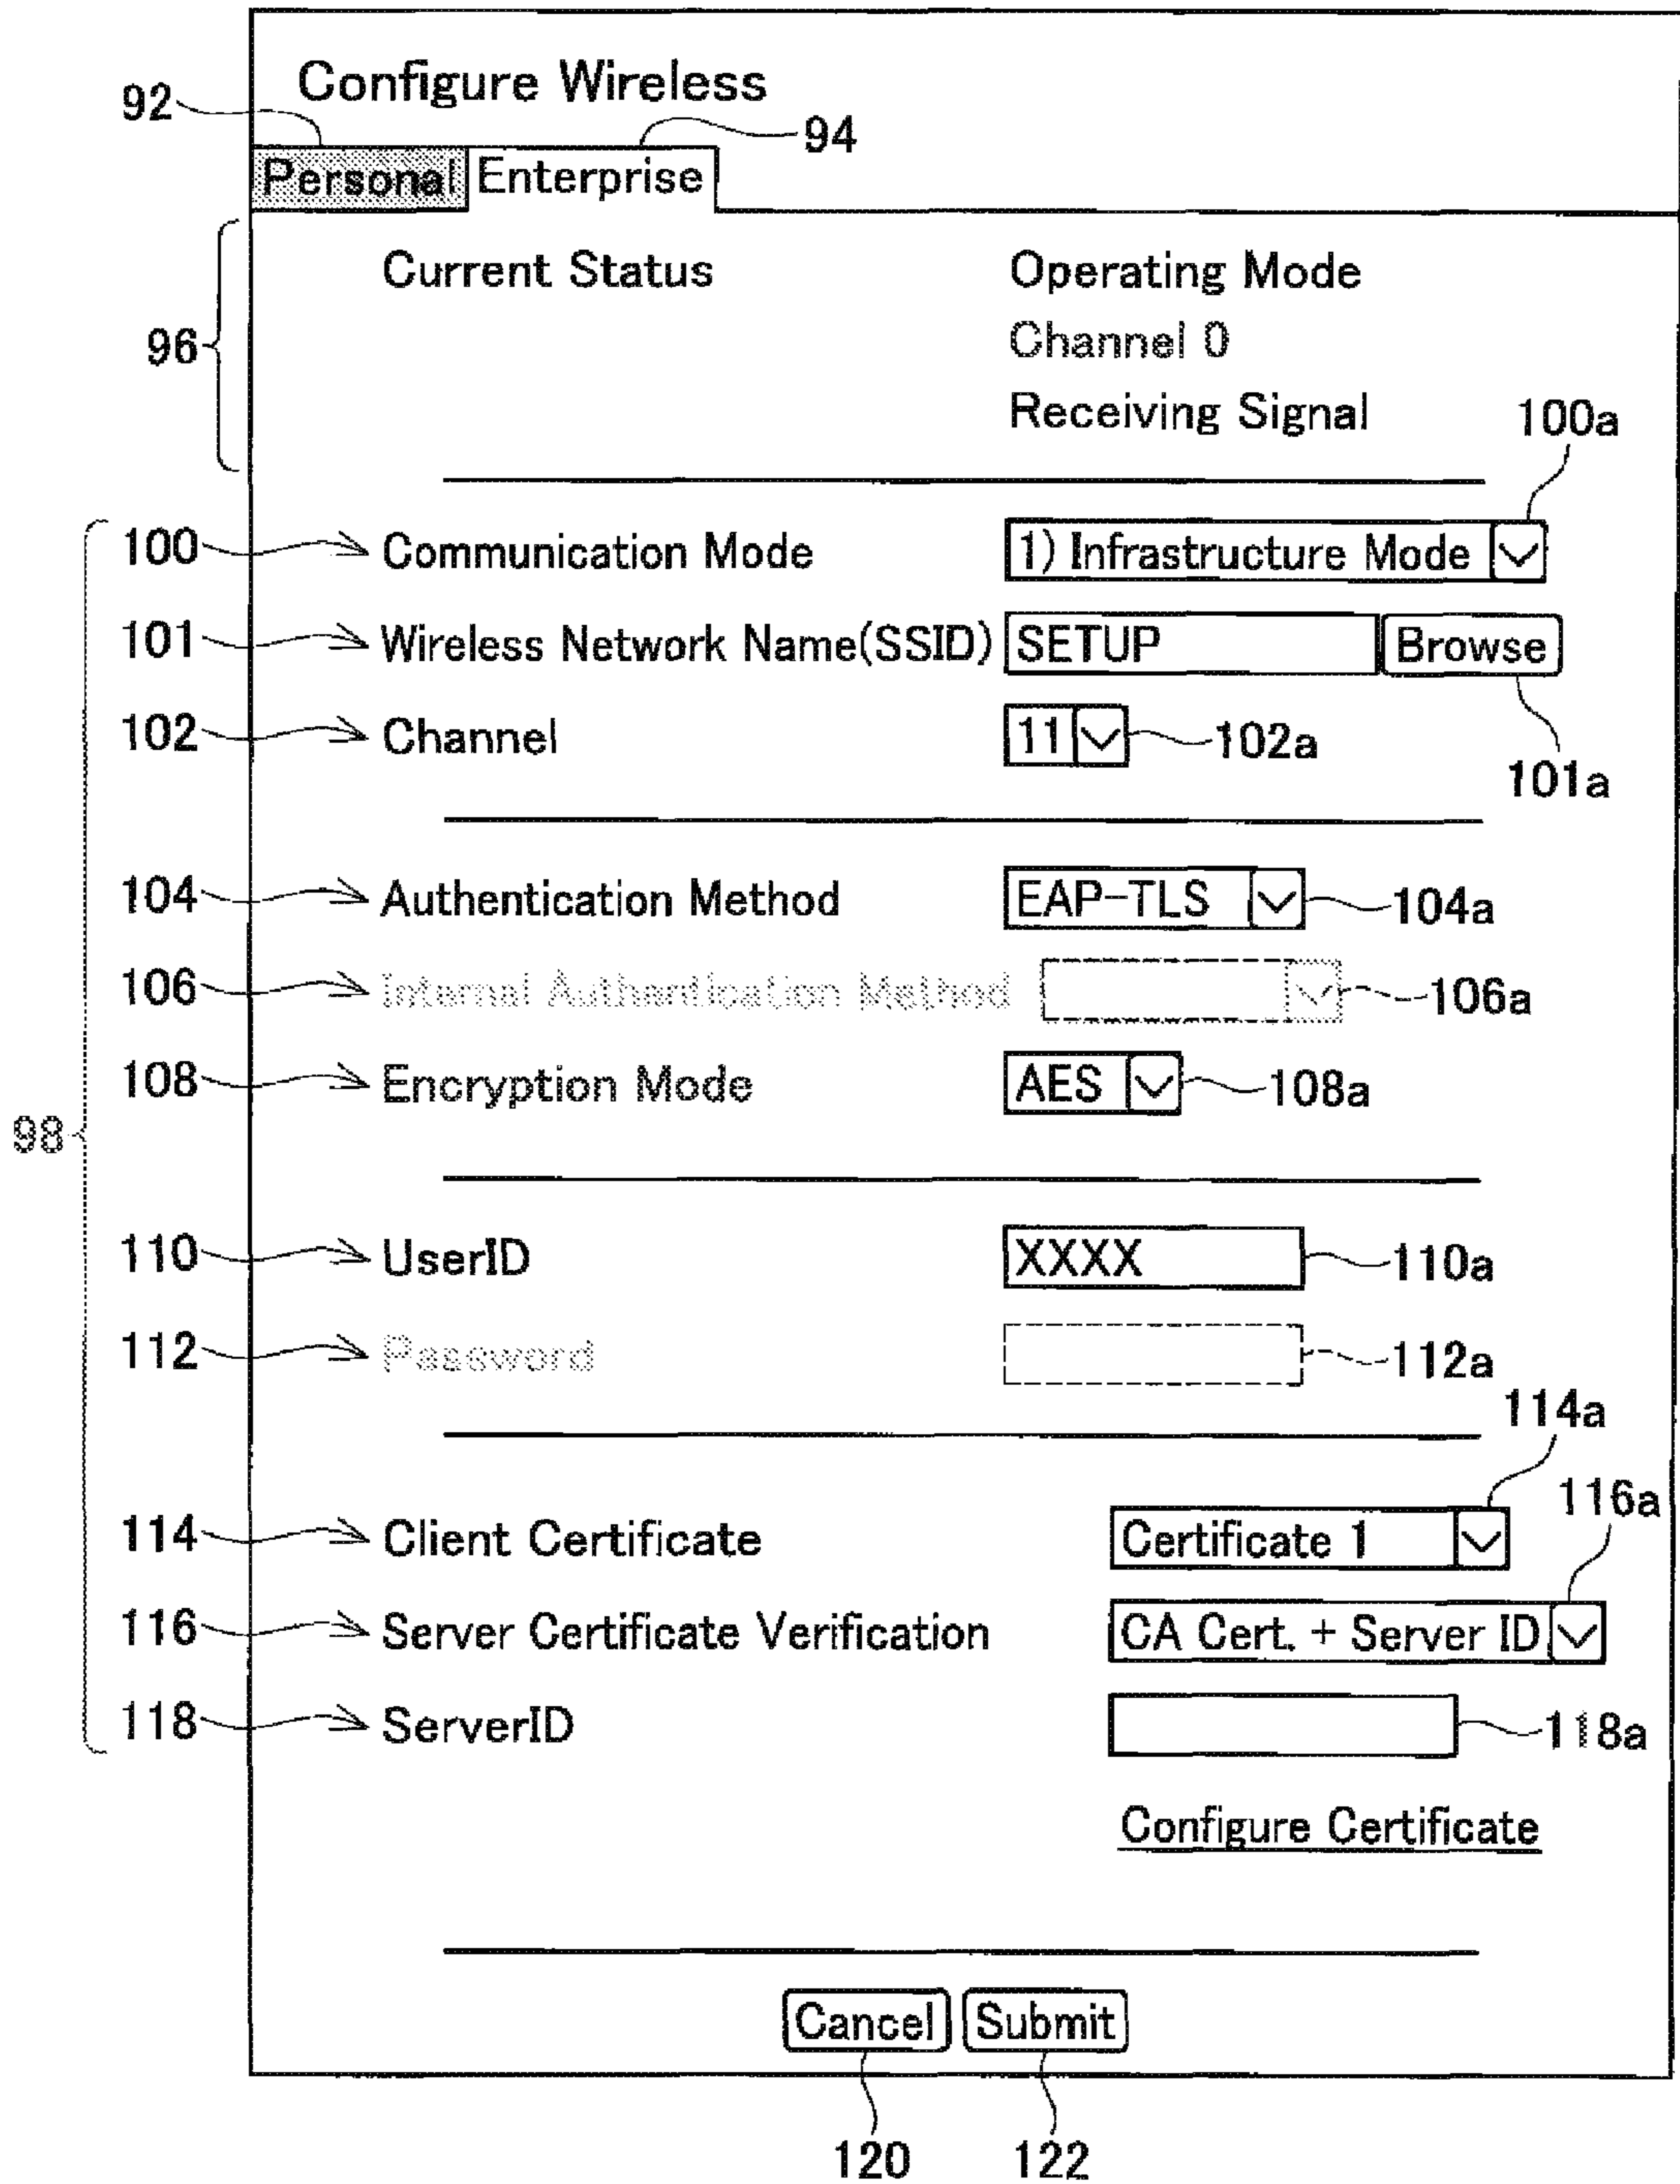 Configure Wireless
92
94
Personal Enterprise
96
Current Status Operating Mode
Channel 0
Receiving Signal
100a
98
100 Communication Mode 1) Infrastructure Mode
101 Wireless Network Name(SSID) SETUP Browse
102 Channel 11 102a
101a
104 Authentication Method EAP-TLS 104a
106 Internal Authentication Method 106a
108 Encryption Mode AES 108a
110 UserID XXXX 110a
112 Password 112a
114a
114 Client Certificate Certificate 1
116a
116 Server Certificate Verification CA Cert. + Server ID
118 ServerID 118a
Configure Certificate
Cancel Submit
120 122